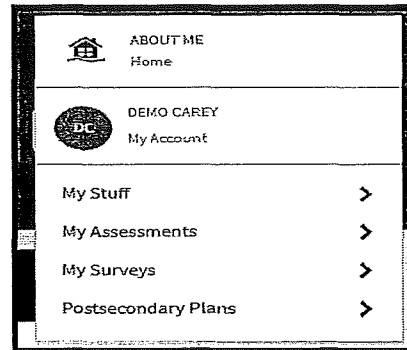 ABOUT ME
Home
DC
DEMO CAREY
My Account
My Stuff
My Assessments
My Surveys
Postsecondary Plans